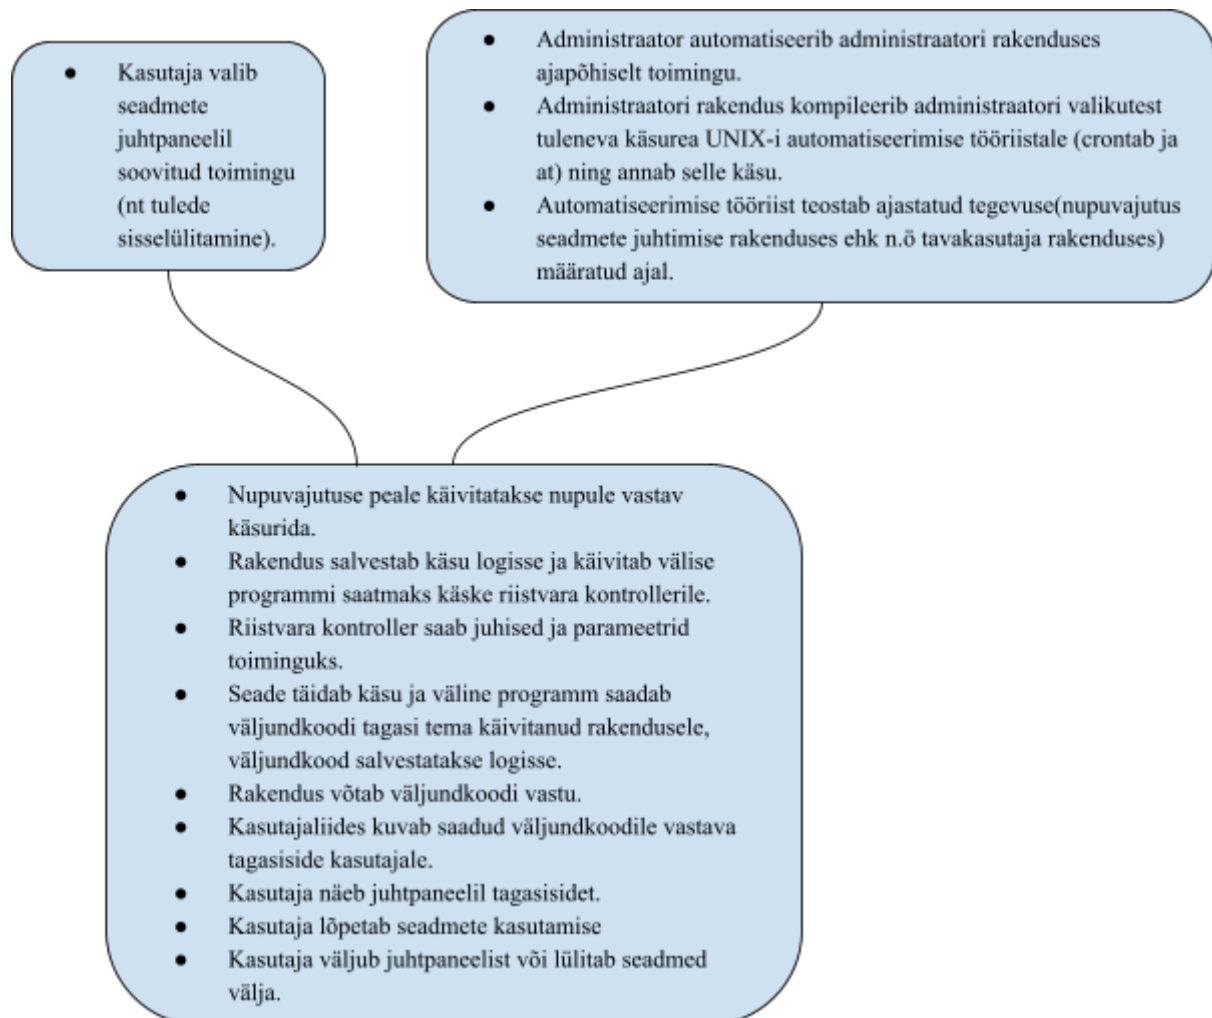 ● Kasutaja valib
seadmete
juhtpaneelil
soovitud toimingu
(nt tulede
sisselülitamine).
● Administraator automatiseerib administraatori rakenduses
ajapõhiselt toimingu.
● Administraatori rakendus kompileerib administraatori valikutest
tuleneva käsurea UNIX-i automatiseerimise tööriistale (crontab ja
at) ning annab selle käsu.
● Automatiseerimise tööriist teostab ajastatud tegevuse(nupuvajutus
seadmete juhtimise rakenduses ehk n.ö tavakasutaja rakenduses)
määratud ajal.
● Nupuvajutuse peale käivitatakse nupule vastav
käsurida.
● Rakendus salvestab käsu logisse ja käivitab välise
programmi saatmaks käske riistvara kontrollerile.
● Riistvara kontroller saab juhised ja parameetrid
toiminguks.
● Seade täidab käsu ja väline programm saadab
väljundkoodi tagasi tema käivitanud rakendusele,
väljundkood salvestatakse logisse.
● Rakendus võtab väljundkoodi vastu.
● Kasutajaliides kuvab saadud väljundkoodile vastava
tagasiside kasutajale.
● Kasutaja näeb juhtpaneelil tagasisidet.
● Kasutaja lõpetab seadmete kasutamise
● Kasutaja väljub juhtpaneelist või lülitab seadmed
välja.